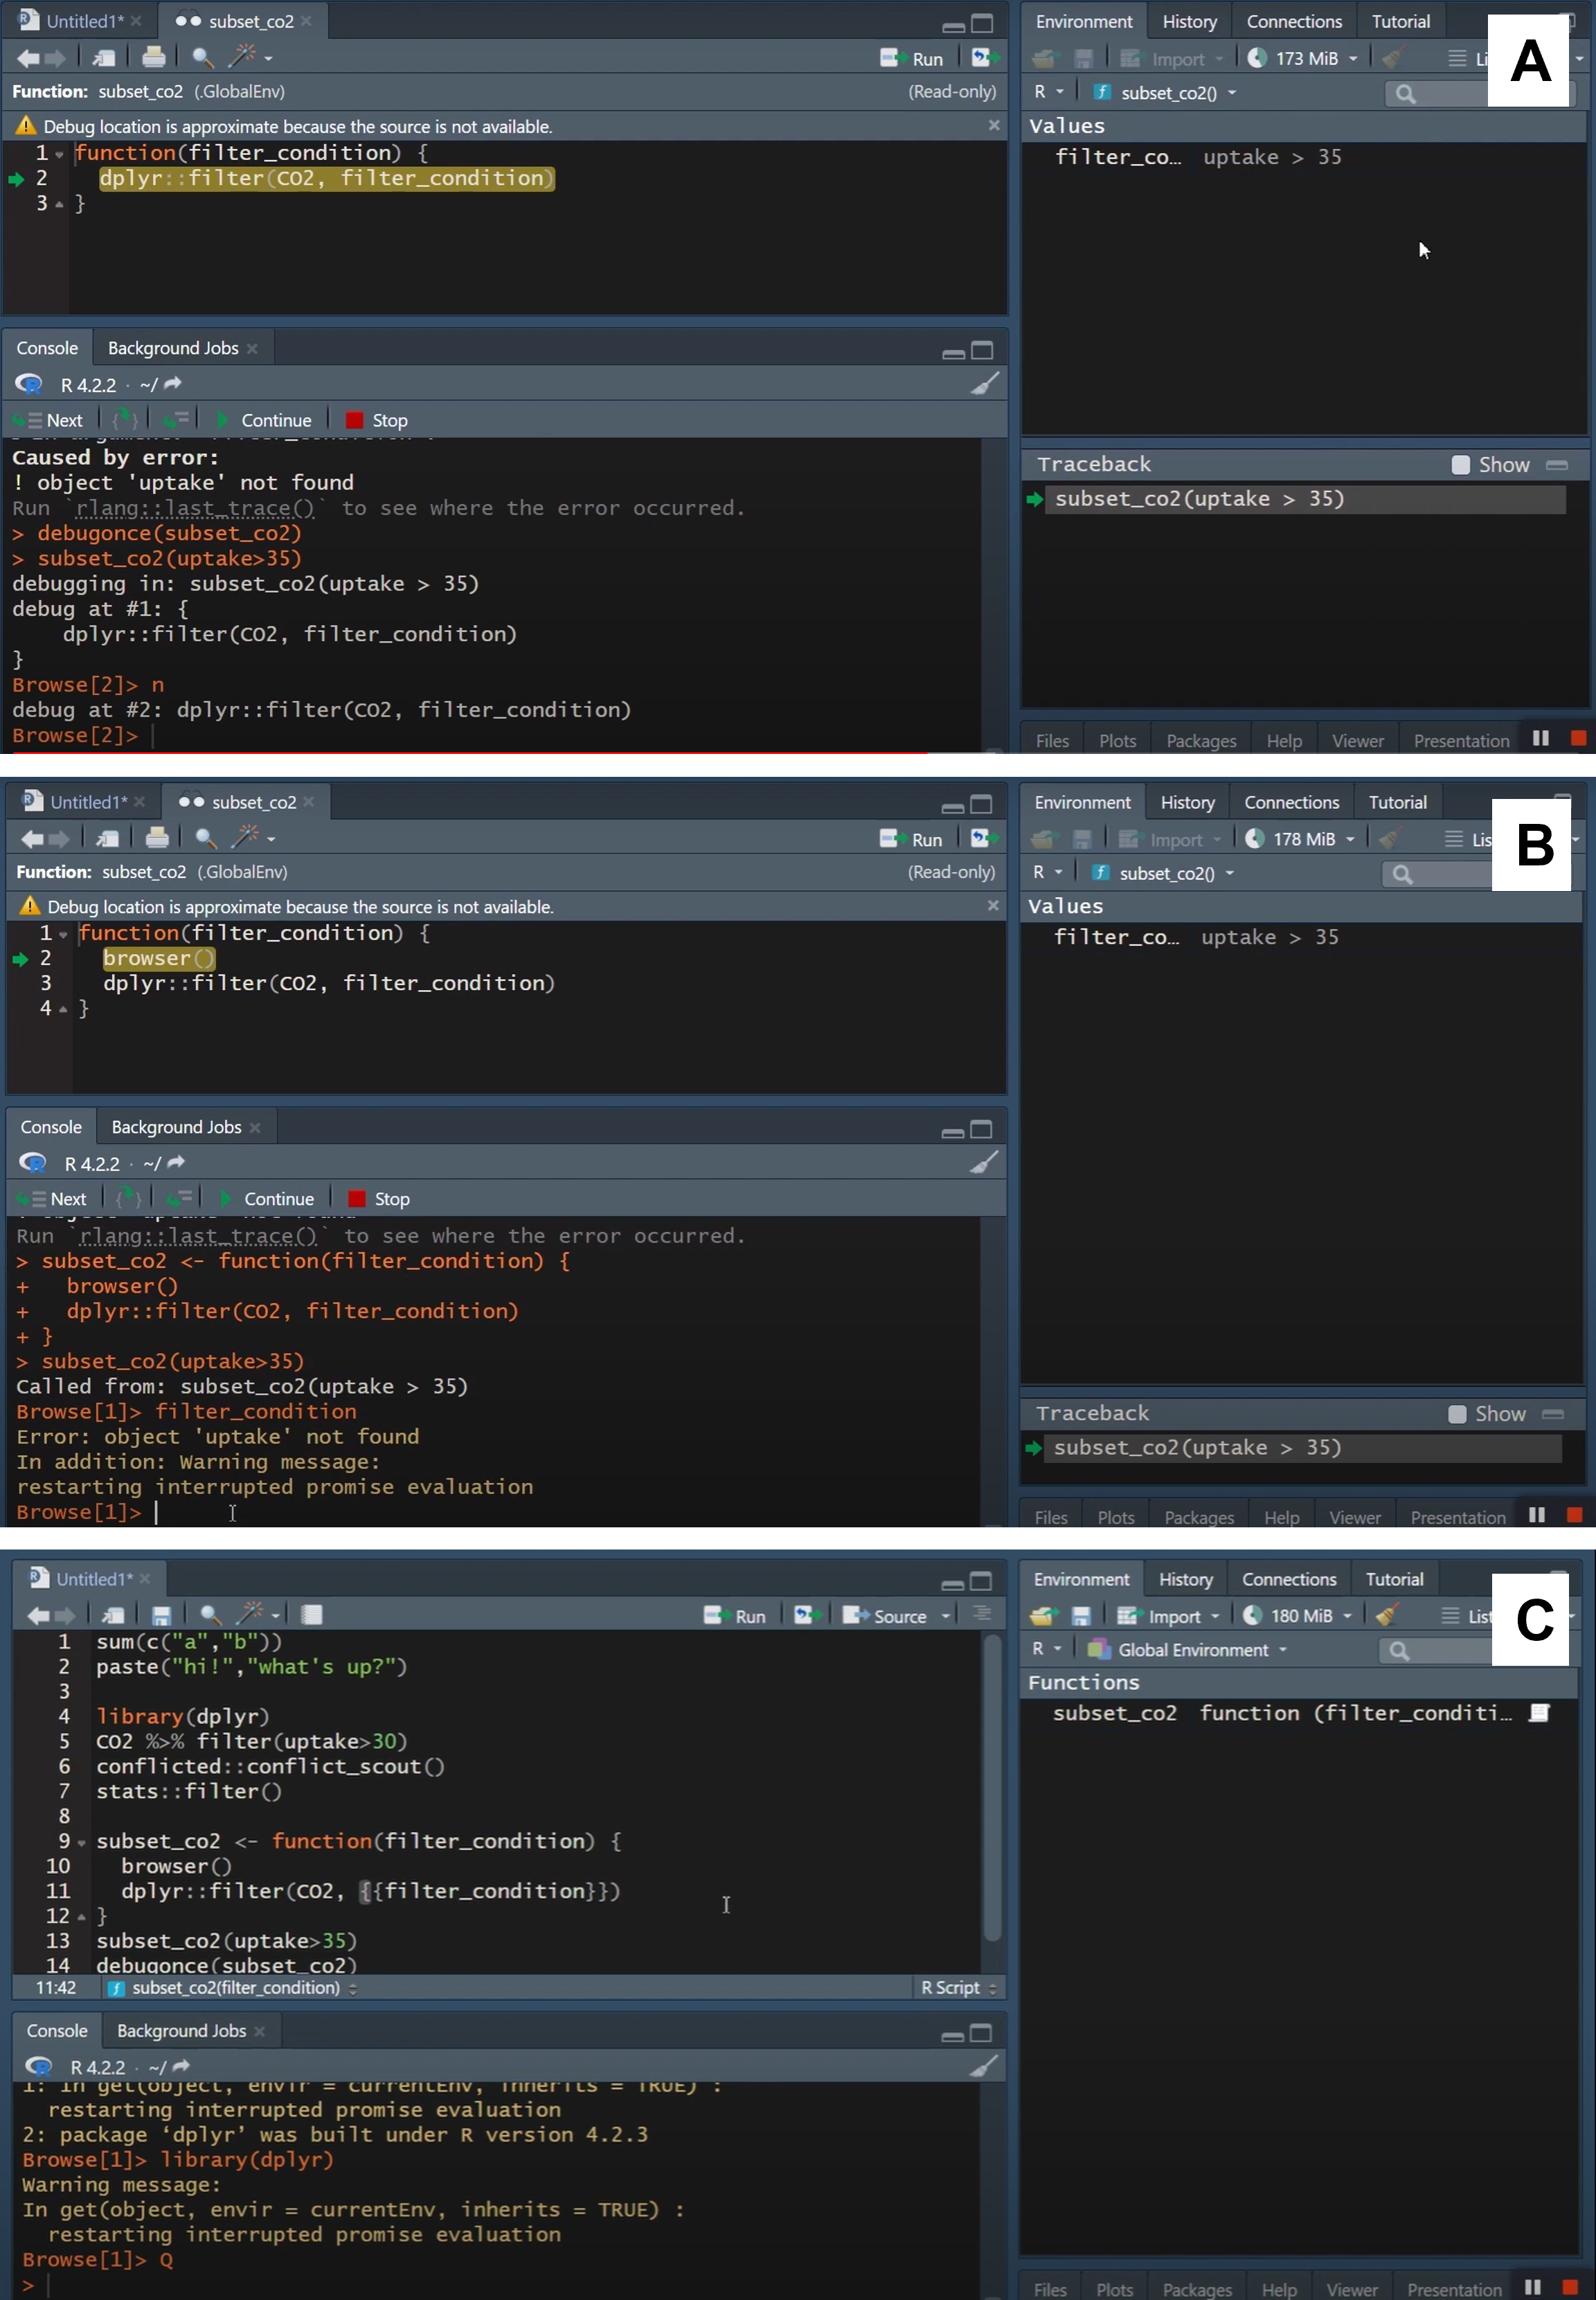 Untitled1* subset_co2
Run
Function: subset_co2 (.GlobalEnv) (Read-only)
Debug location is approximate because the source is not available.
1 function(filter_condition) {
2 dplyr::filter(CO2, filter_condition)
3 }
Console Background Jobs
R 4.2.2 · ~/
Next Continue Stop
Caused by error:
! object 'uptake' not found
Run `rlang::last_trace()` to see where the error occurred.
> debugonce(subset_co2)
> subset_co2(uptake>35)
debugging in: subset_co2(uptake > 35)
debug at #1: {
dplyr::filter(CO2, filter_condition)
}
Browse[2]> n
debug at #2: dplyr::filter(CO2, filter_condition)
Browse[2]>
Environment History Connections Tutorial
Import 173 MiB Li
A
R subset_co2()
Values
filter_co… uptake > 35
Traceback Show
subset_co2(uptake > 35)
Files Plots Packages Help Viewer Presentation
Untitled1* subset_co2
Run
Function: subset_co2 (.GlobalEnv) (Read-only)
Debug location is approximate because the source is not available.
1 function(filter_condition) {
2 browser()
3 dplyr::filter(CO2, filter_condition)
4 }
Console Background Jobs
R 4.2.2 · ~/
Next Continue Stop
Run `rlang::last_trace()` to see where the error occurred.
> subset_co2 <- function(filter_condition) {
+ browser()
+ dplyr::filter(CO2, filter_condition)
+ }
> subset_co2(uptake>35)
Called from: subset_co2(uptake > 35)
Browse[1]> filter_condition
Error: object 'uptake' not found
In addition: Warning message:
restarting interrupted promise evaluation
Browse[1]>
Environment History Connections Tutorial
Import 178 MiB Lis
B
R subset_co2()
Values
filter_co… uptake > 35
Traceback Show
subset_co2(uptake > 35)
Files Plots Packages Help Viewer Presentation
Untitled1*
Run Source
1 sum(c("a","b"))
2 paste("hi!","what's up?")
3
4 library(dplyr)
5 CO2 %>% filter(uptake>30)
6 conflicted::conflict_scout()
7 stats::filter()
8
9 subset_co2 <- function(filter_condition) {
10 browser()
11 dplyr::filter(CO2, {{filter_condition}})
12 }
13 subset_co2(uptake>35)
14 debugonce(subset_co2)
11:42 subset_co2(filter_condition) R Script
Console Background Jobs
R 4.2.2 · ~/
1: In get(object, envir = currentEnv, inherits = TRUE) :
restarting interrupted promise evaluation
2: package ‘dplyr’ was built under R version 4.2.3
Browse[1]> library(dplyr)
Warning message:
In get(object, envir = currentEnv, inherits = TRUE) :
restarting interrupted promise evaluation
Browse[1]> Q
>
Environment History Connections Tutorial
Import 180 MiB List
C
R Global Environment
Functions
subset_co2 function (filter_conditi…
Files Plots Packages Help Viewer Presentation